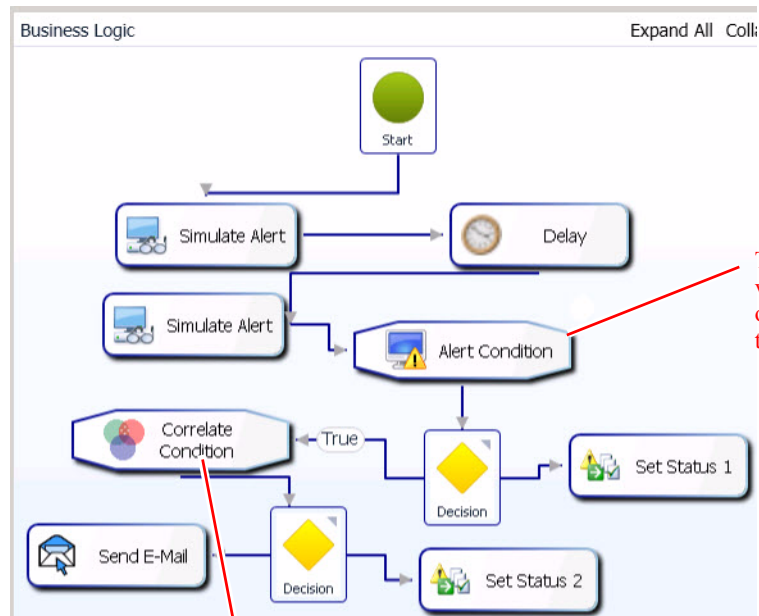 Business Logic
Expand All
Start
Simulate Alert
Delay
Simulate Alert
Alert Condition
Correlate
Condition
True
Decision
Set Status 1
Send E-Mail
Decision
Set Status 2